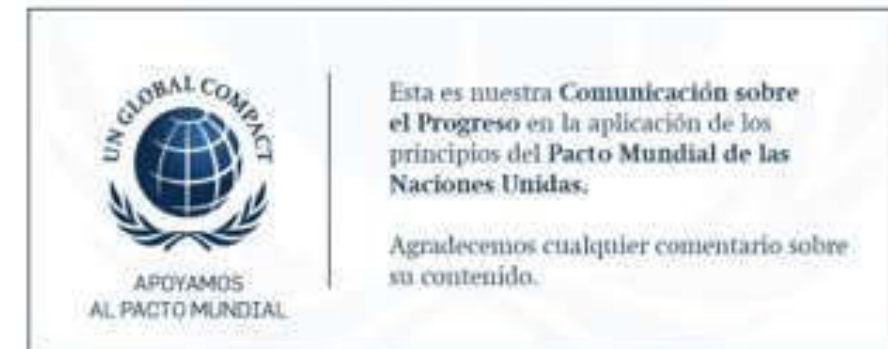 UN GLOBAL COMPACT
APOYAMOS
AL PACTO MUNDIAL
Esta es nuestra Comunicación sobre
el Progreso en la aplicación de los
principios del Pacto Mundial de las
Naciones Unidas.
Agradecemos cualquier comentario sobre
su contenido.